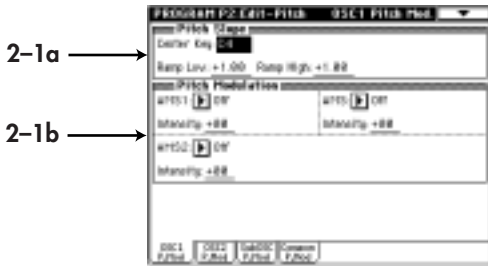 PROGRAM P2.Edit-Pitch OSC1 Pitch Mod.
Pitch Slope
2–1a
Center Key: C4
Ramp Low: +1.00 Ramp High: +1.00
Pitch Modulation
AMS1: Off AMS: Off
Intensity: +00 Intensity: +00
2–1b
AMS2: Off
Intensity: +00
OSC1 P.Mod OSC2 P.Mod SubOSC P.Mod Common P.Mod